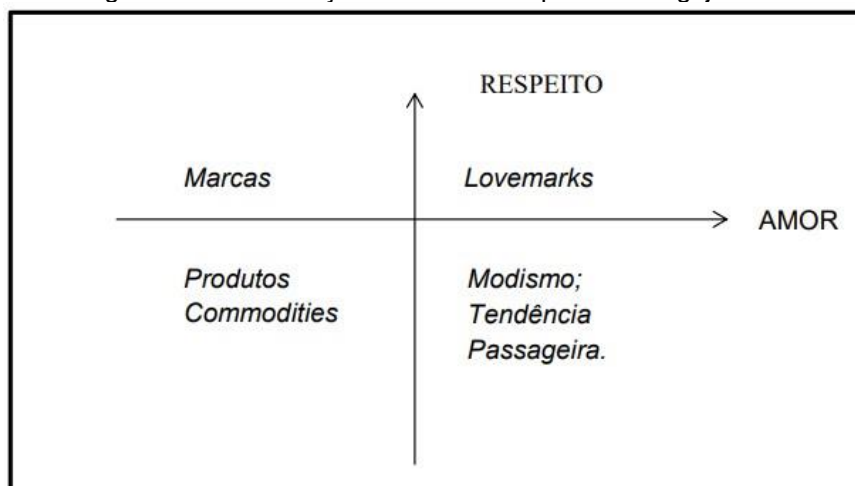 RESPEITO
Marcas
Lovemarks
AMOR
Produtos
Commodities
Modismo;
Tendência
Passageira.